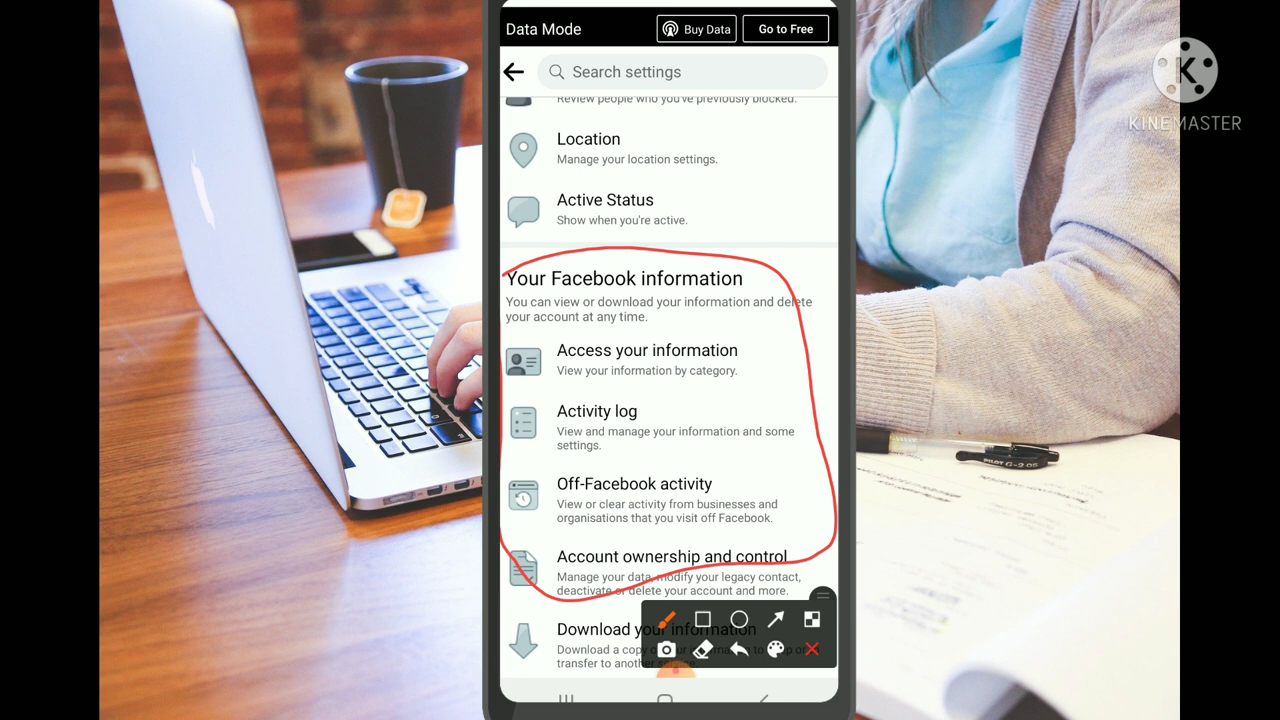 Data Mode
Buy Data
Go to Free
Search settings
Review people who you've previously blocked.
Location
Manage your location settings.
Active Status
Show when you're active.
Your Facebook information
You can view or download your information and delete
your account at any time.
Access your information
View your information by category.
Activity log
View and manage your information and some
settings.
Off-Facebook activity
View or clear activity from businesses and
organisations that you visit off Facebook.
Account ownership and control
Manage your data, modify your legacy contact,
deactivate or delete your account and more.
Download your information
Download a copy
transfer to another
KINEMASTER
PILOT G-2 05